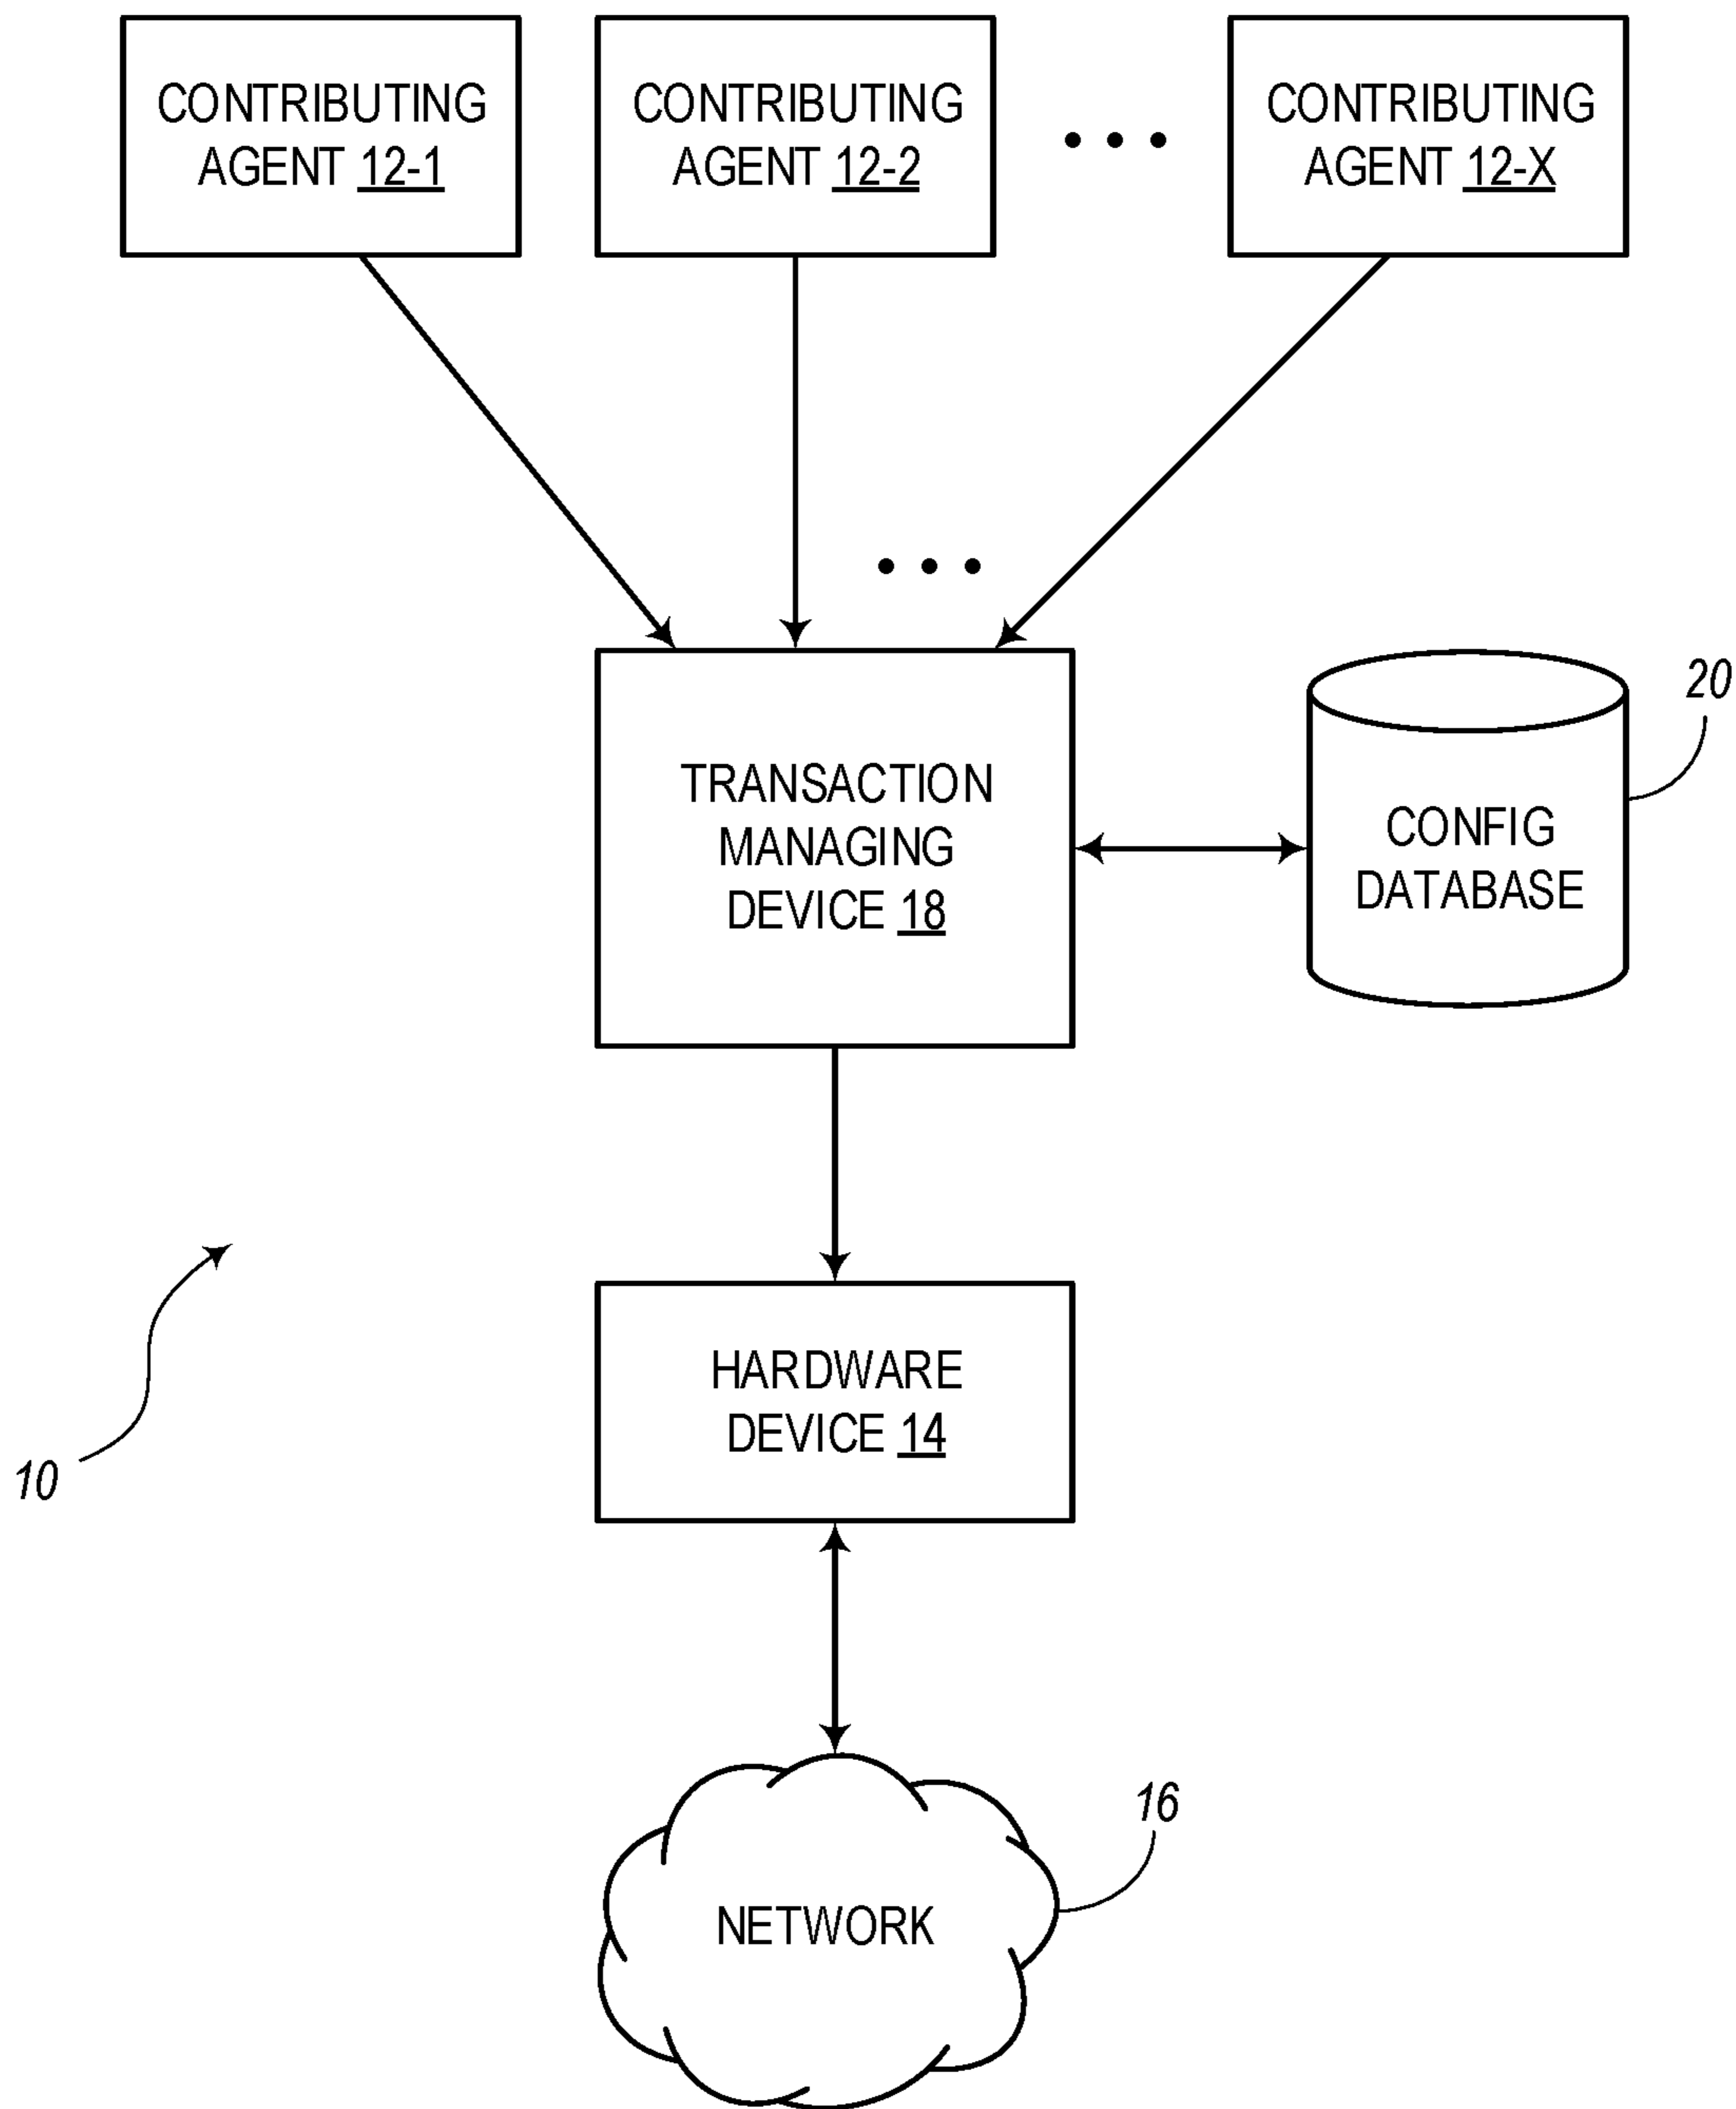 CONTRIBUTING
AGENT 12-1
CONTRIBUTING
AGENT 12-2
CONTRIBUTING
AGENT 12-X
TRANSACTION
MANAGING
DEVICE 18
20
CONFIG
DATABASE
HARDWARE
DEVICE 14
10
16
NETWORK